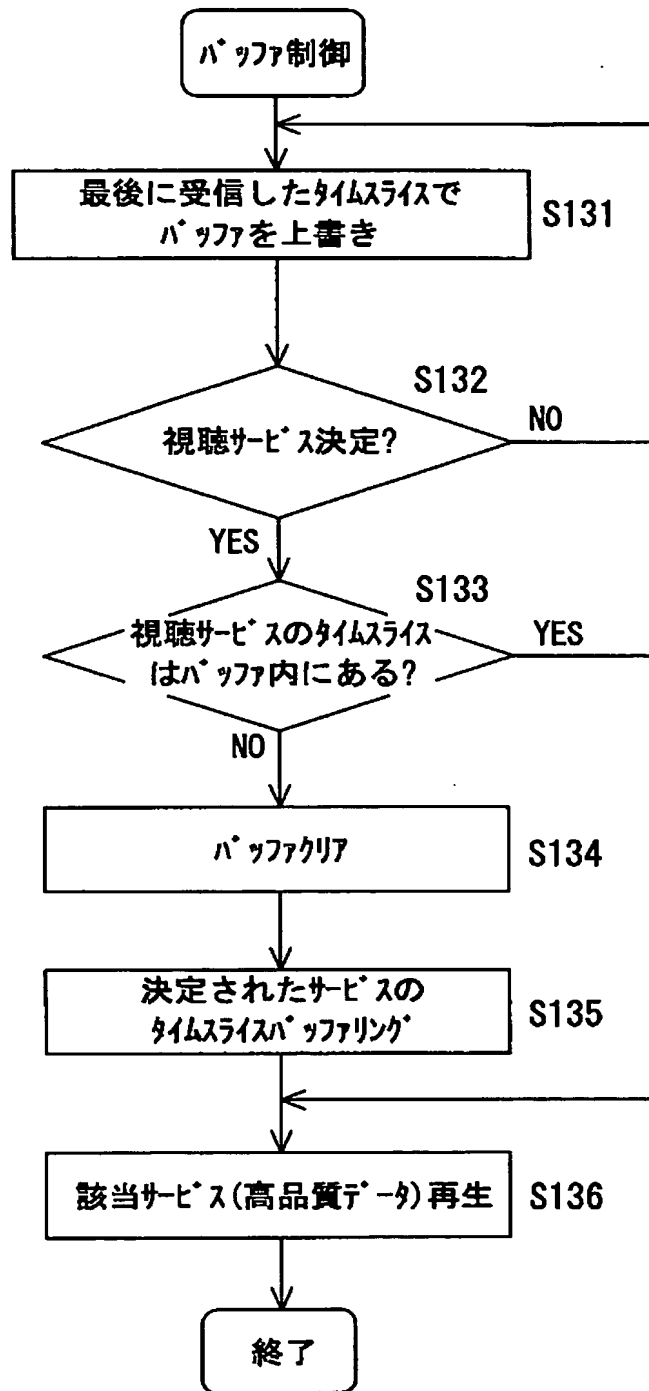 バッファ制御
最後に受信したタイムスライスで
バッファを上書き
S131
S132
視聴サービス決定?
NO
YES
S133
視聴サービスのタイムスライス
はバッファ内にある?
YES
NO
バッファクリア
S134
決定されたサービスの
タイムスライスバッファリング
S135
該当サービス(高品質データ)再生
S136
終了